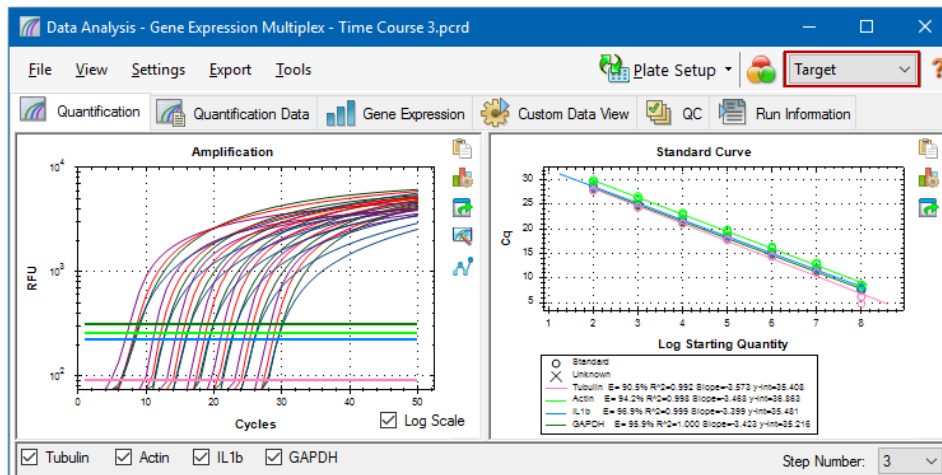 Data Analysis - Gene Expression Multiplex - Time Course 3.pcrd
File View Settings Export Tools Plate Setup Target ?
Quantification Quantification Data Gene Expression Custom Data View QC Run Information
Amplification
10^4
10^3
10^2
RFU
0 10 20 30 40 50
Cycles
Log Scale
Standard Curve
30
25
20
15
10
5
Cq
1 2 3 4 5 6 7 8
Log Starting Quantity
Standard
Unknown
Tubulin E= 90.5% R^2=0.992 Slope=-3.573 y-int=35.408
Actin E= 94.2% R^2=0.998 Slope=-3.468 y-int=36.863
IL1b E= 96.9% R^2=0.999 Slope=-3.399 y-int=35.481
GAPDH E= 95.9% R^2=1.000 Slope=-3.423 y-int=35.216
Tubulin Actin IL1b GAPDH Step Number: 3